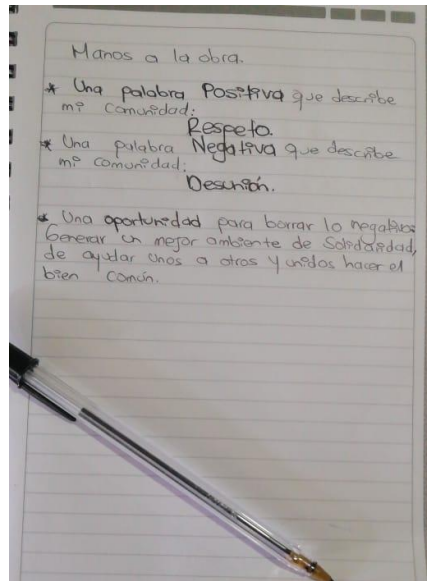 Manos a la obra.
* Una palabra Positiva que describe
mi comunidad:
Respeto.
* Una palabra Negativa que describe
mi comunidad:
Desunión.
* Una oportunidad para borrar lo negativo:
Generar un mejor ambiente de Solidaridad,
de ayudar unos a otros y unidos hacer el
bien común.